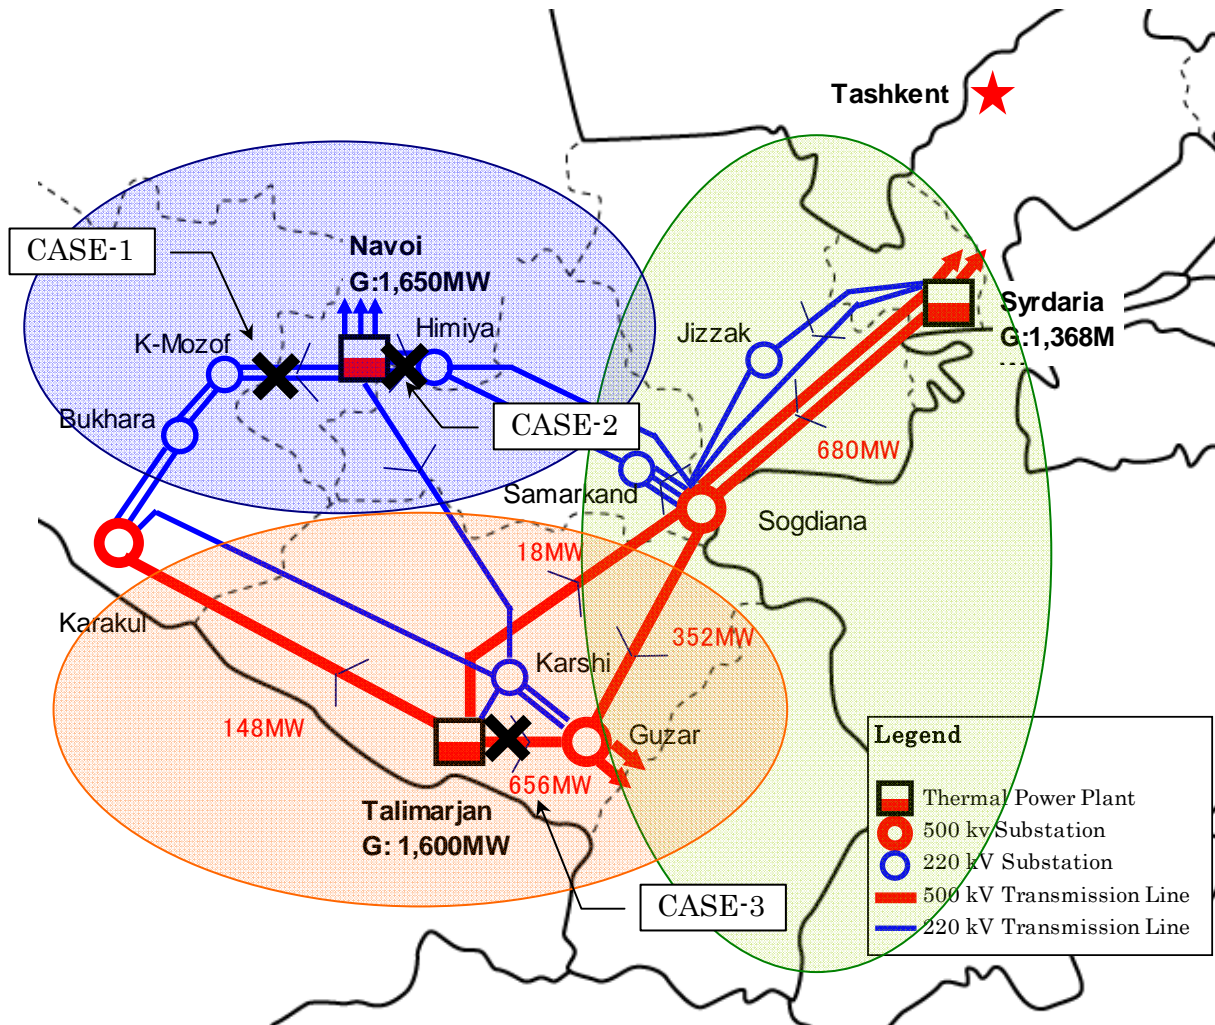 Tashkent
CASE-1
Navoi
G:1,650MW
K-Mozof
Himiya
Jizzak
Syrdaria
G:1,368M
Bukhara
CASE-2
680MW
Samarkand
Sogdiana
18MW
Karakul
352MW
Karshi
148MW
Guzar
656MW
Talimarjan
G: 1,600MW
CASE-3
Legend
Thermal Power Plant
500 kv Substation
220 kV Substation
500 kV Transmission Line
220 kV Transmission Line